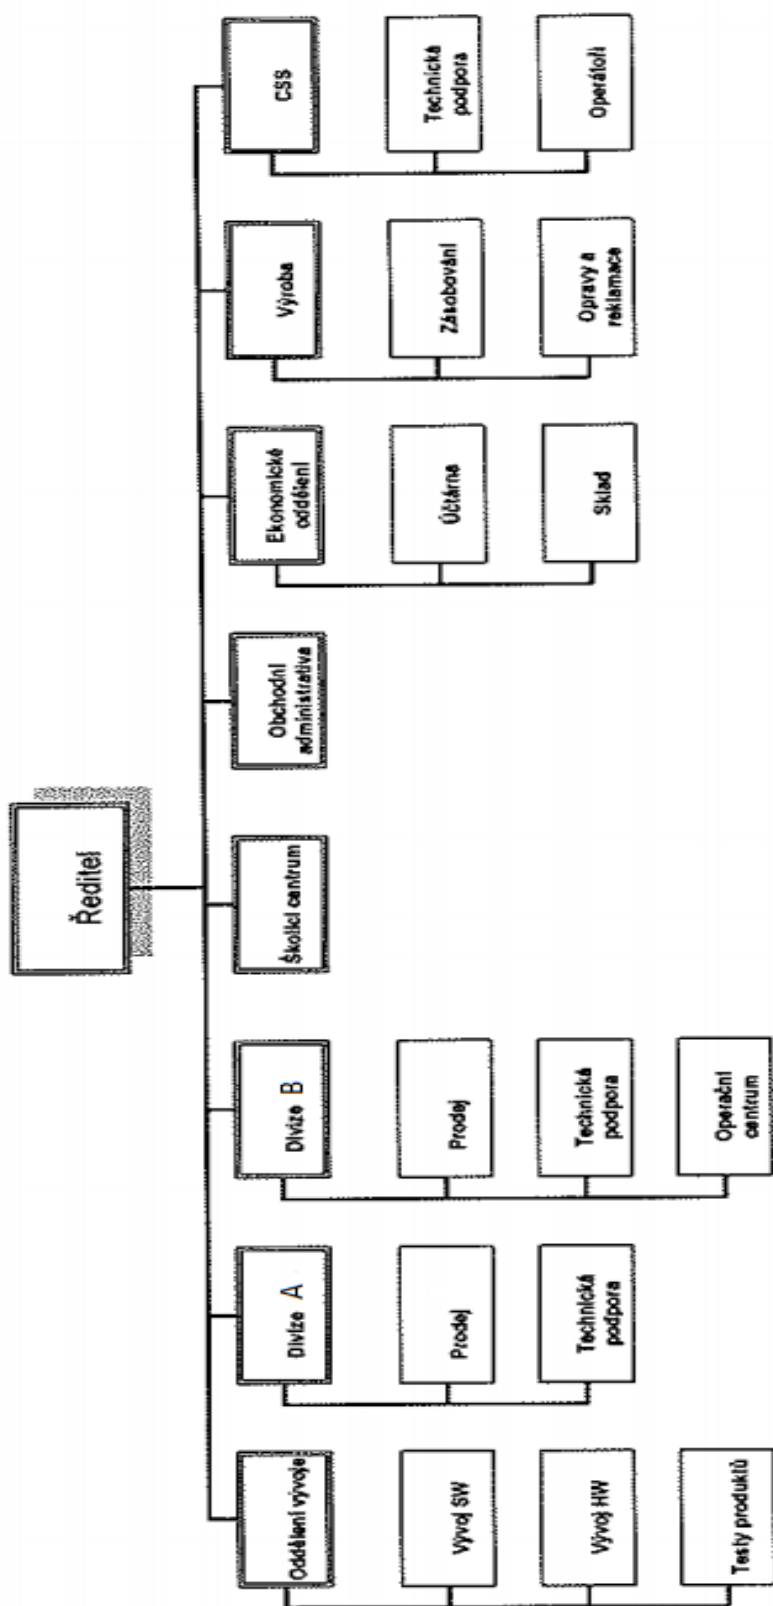 Ředitel
Oddělení vývoje
Vývoj SW
Vývoj HW
Testy produktů
Divize A
Prodej
Technická
podpora
Divize B
Prodej
Technická
podpora
Operační
centrum
Školicí centrum
Obchodní
administrativa
Ekonomické
oddělení
Účtárna
Sklad
Výroba
Zásobování
Opravy a
reklamace
CSS
Technická
podpora
Operátoři